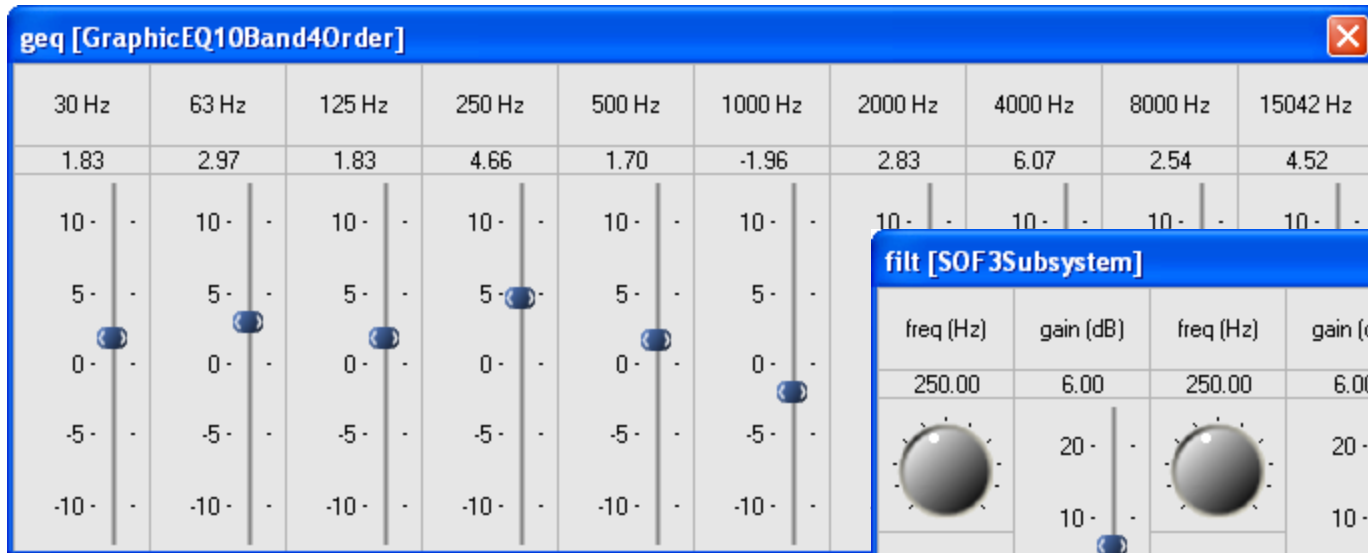 geq [GraphicEQ10Band4Order]
30 Hz 63 Hz 125 Hz 250 Hz 500 Hz 1000 Hz 2000 Hz 4000 Hz 8000 Hz 15042 Hz
1.83 2.97 1.83 4.66 1.70 -1.96 2.83 6.07 2.54 4.52
10 - - 10 - - 10 - - 10 - - 10 - - 10 - - 10 - - 10 - - 10 - - 10 - -
filt [SOF3Subsystem]
5 - - 5 - - 5 - - 5 - - 5 - - 5 - -
freq (Hz) gain (dB) freq (Hz) gain (
0 - - 0 - - 0 - - 0 - - 0 - - 0 - -
250.00 6.00 250.00 6.0
-5 - - -5 - - -5 - - -5 - - -5 - - -5 - -
20 - - 20 -
-10 - - -10 - - -10 - - -10 - - -10 - - -10 - -
10 - - 10 -